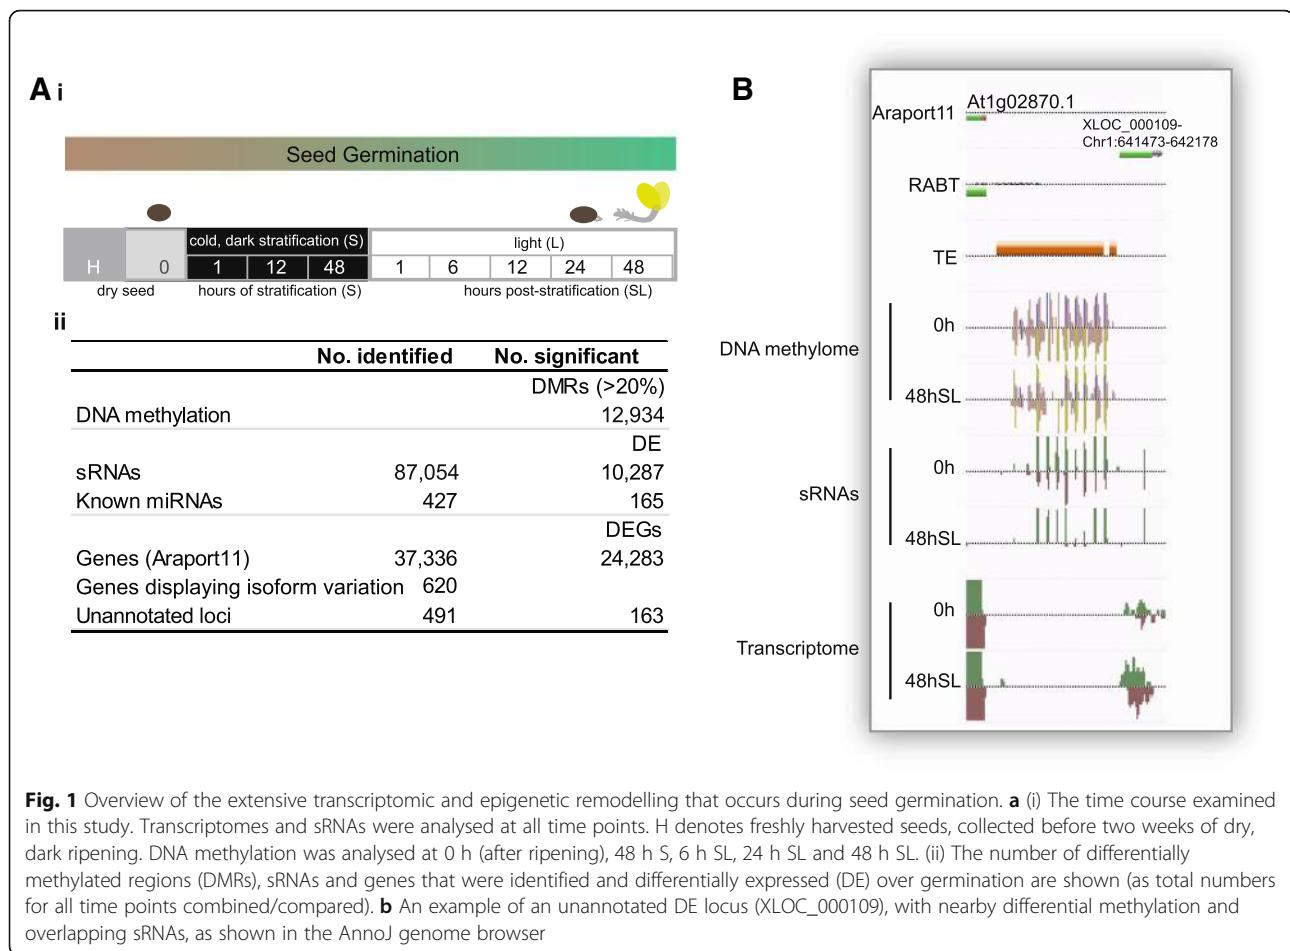 A i
Seed Germination
cold, dark stratification (S)
light (L)
H 0 1 12 48 1 6 12 24 48
dry seed
hours of stratification (S)
hours post-stratification (SL)
ii
No. identified No. significant
DMRs (>20%)
DNA methylation 12,934
DE
sRNAs 87,054 10,287
Known miRNAs 427 165
DEGs
Genes (Araport11) 37,336 24,283
Genes displaying isoform variation 620
Unannotated loci 491 163
B
Araport11
At1g02870.1
XLOC_000109-
Chr1:641473-642178
RABT
TE
DNA methylome
0h
48hSL
sRNAs
0h
48hSL
Transcriptome
0h
48hSL
Fig. 1 Overview of the extensive transcriptomic and epigenetic remodelling that occurs during seed germination. a (i) The time course examined
in this study. Transcriptomes and sRNAs were analysed at all time points. H denotes freshly harvested seeds, collected before two weeks of dry,
dark ripening. DNA methylation was analysed at 0 h (after ripening), 48 h S, 6 h SL, 24 h SL and 48 h SL. (ii) The number of differentially
methylated regions (DMRs), sRNAs and genes that were identified and differentially expressed (DE) over germination are shown (as total numbers
for all time points combined/compared). b An example of an unannotated DE locus (XLOC_000109), with nearby differential methylation and
overlapping sRNAs, as shown in the AnnoJ genome browser